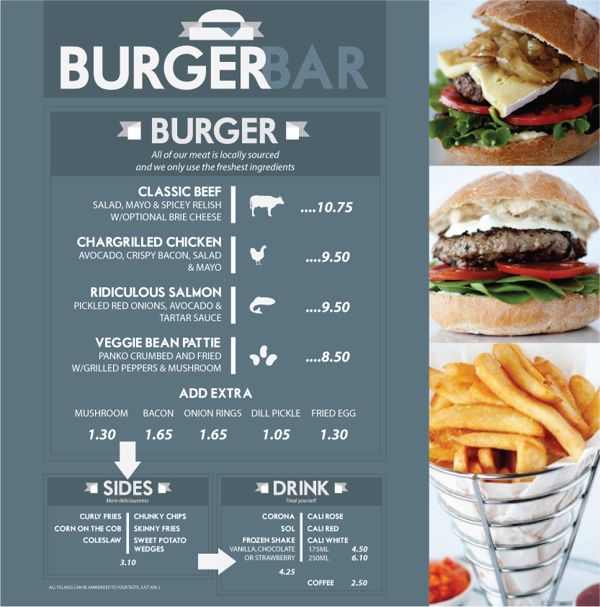 BURGERBAR
BURGER
All of our meat is locally sourced
and we only use the freshest ingredients
CLASSIC BEEF
SALAD, MAYO & SPICEY RELISH
W/OPTIONAL BRIE CHEESE
....10.75
CHARGRILLED CHICKEN
AVOCADO, CRISPY BACON, SALAD
& MAYO
....9.50
RIDICULOUS SALMON
PICKLED RED ONIONS, AVOCADO &
TARTAR SAUCE
....9.50
VEGGIE BEAN PATTIE
PANKO CRUMBED AND FRIED
W/GRILLED PEPPERS & MUSHROOM
....8.50
ADD EXTRA
MUSHROOM BACON ONION RINGS DILL PICKLE FRIED EGG
1.30 1.65 1.65 1.05 1.30
SIDES
More deliciousness
CURLY FRIES
CORN ON THE COB
COLESLAW
CHUNKY CHIPS
SKINNY FRIES
SWEET POTATO
WEDGES
3.10
DRINK
Treat yourself
CORONA
SOL
FROZEN SHAKE
VANILLA, CHOCOLATE
OR STRAWBERRY
4.25
CALI ROSE
CALI RED
CALI WHITE
175ML 4.50
250ML 6.10
COFFEE 2.50
ALL FILLINGS CAN BE AMMENDED TO YOUR TASTE, JUST ASK :)